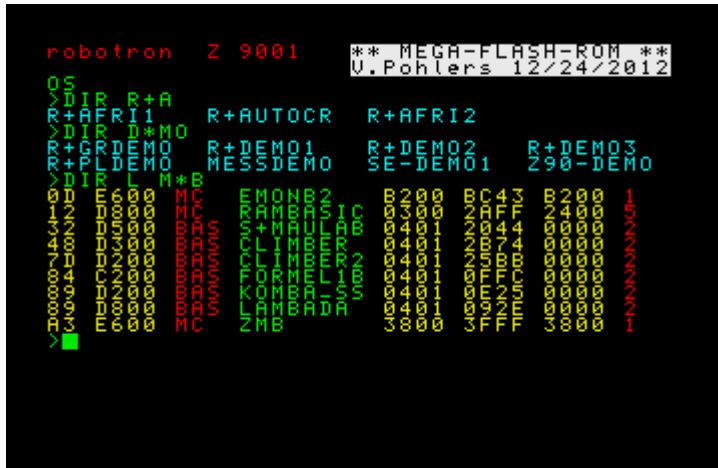 robotron Z 9001 ** MEGA-FLASH-ROM **
V.Pohlers 12/24/2012
OS
>DIR R+A
R+AFRI1 R+AUTOCR R+AFRI2
>DIR D*MO
R+GRDEMO R+DEMO1 R+DEMO2 R+DEMO3
R+PLDEMO MESSDEMO SE-DEMO1 Z90-DEMO
>DIR L M*B
0D E600 MC EMONB2 B200 BC43 B200 1
12 D800 MC RAMBASIC 0300 2AFF 2400 5
32 D500 BAS S+MAULAB 0401 2044 0000 2
48 D300 BAS CLIMBER 0401 2B74 0000 2
7D D200 BAS CLIMBER2 0401 25BB 0000 2
84 C200 BAS FORMEL1B 0401 0FFC 0000 2
89 D200 BAS KOMBA-SS 0401 0E25 0000 2
89 D800 BAS LAMBADA 0401 092E 0000 2
A3 E600 MC ZMB 3800 3FFF 3800 1
>